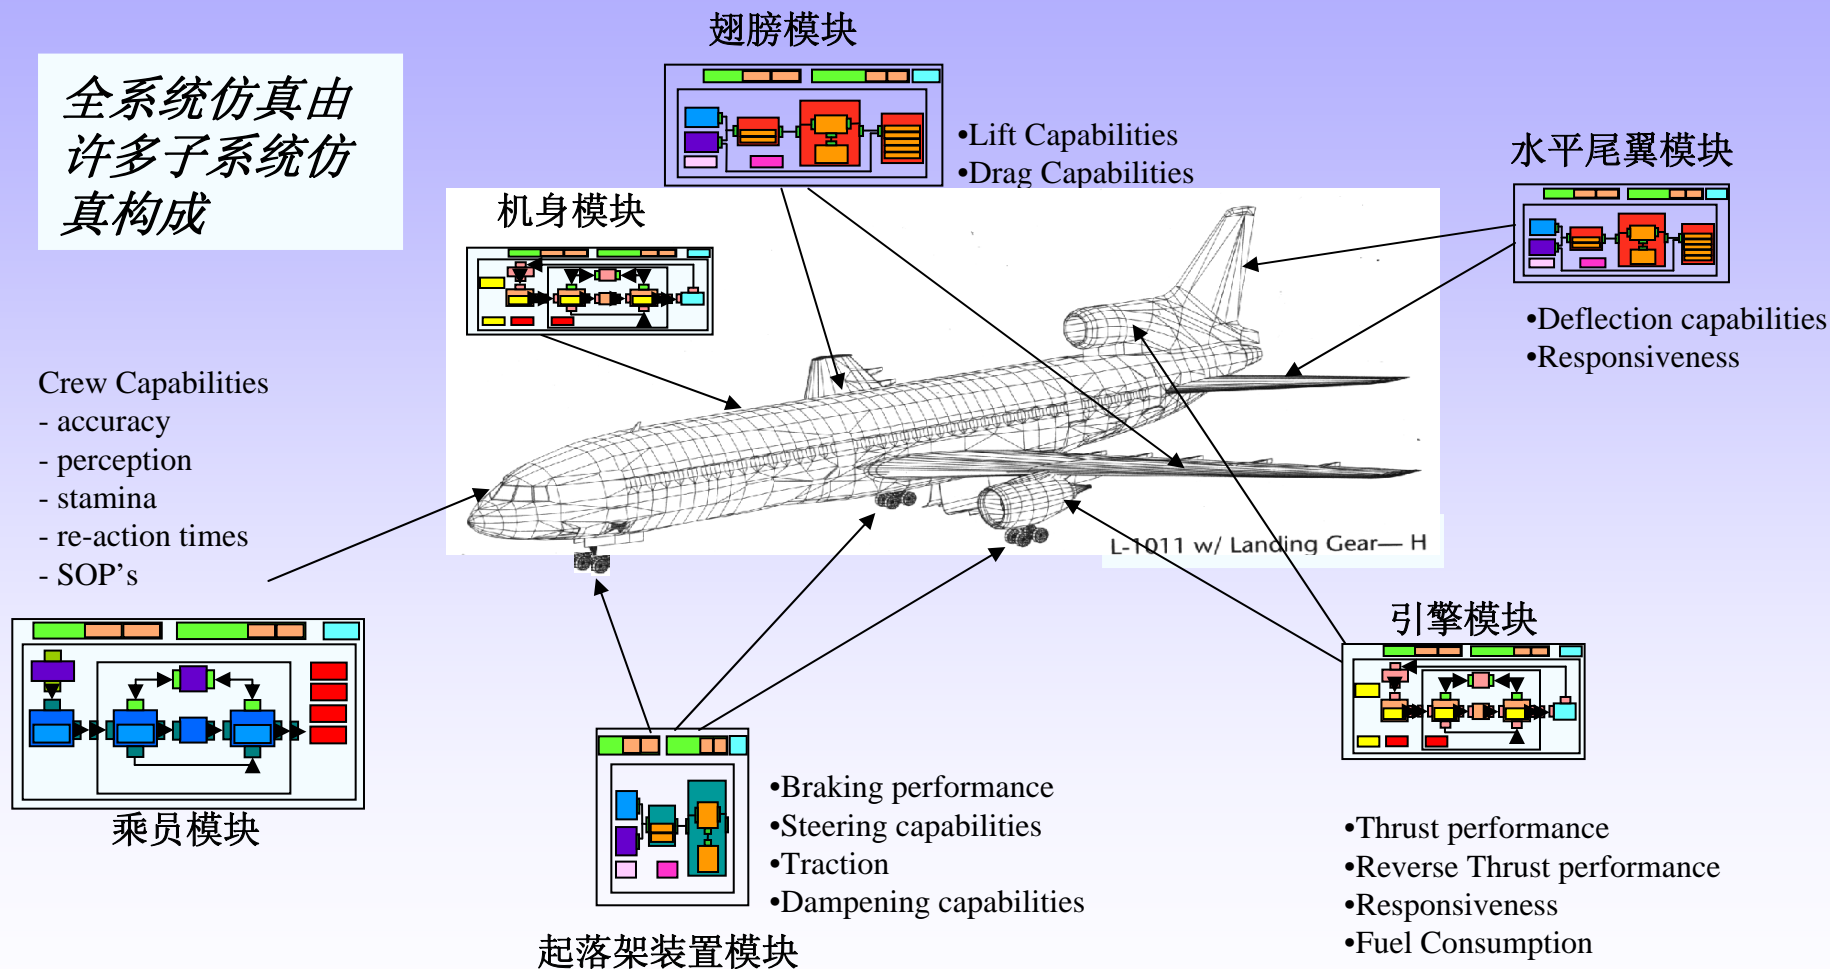 翅膀模块
全系统仿真由
许多子系统仿
真构成
•Lift Capabilities
•Drag Capabilities
水平尾翼模块
机身模块
•Deflection capabilities
•Responsiveness
Crew Capabilities
- accuracy
- perception
- stamina
- re-action times
- SOP’s
L-1011 w/ Landing Gear— H
引擎模块
乘员模块
•Braking performance
•Steering capabilities
•Traction
•Dampening capabilities
起落架装置模块
•Thrust performance
•Reverse Thrust performance
•Responsiveness
•Fuel Consumption